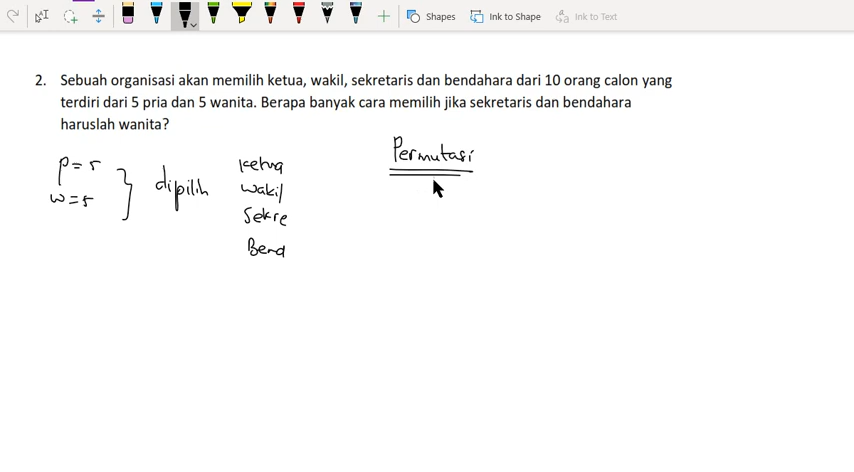 Shapes
Ink to Shape
Ink to Text
2. Sebuah organisasi akan memilih ketua, wakil, sekretaris dan bendahara dari 10 orang calon yang
terdiri dari 5 pria dan 5 wanita. Berapa banyak cara memilih jika sekretaris dan bendahara
haruslah wanita?
P = 5
w = 5
dipilih
Ketua
Wakil
Sekre
Bend
Permutasi